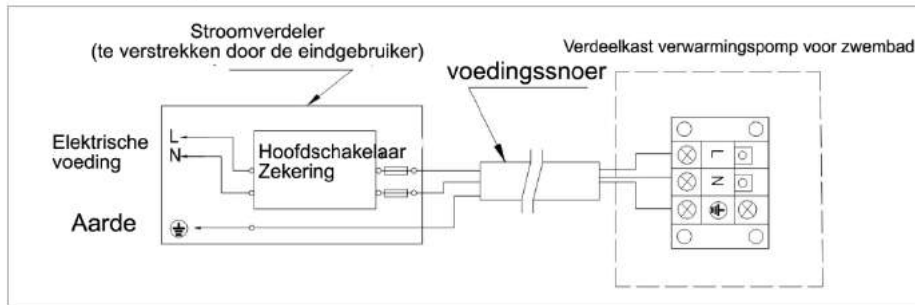 Stroomverdeler
(te verstrekken door de eindgebruiker)
Verdeelkast verwarmingspomp voor zwembad
voedingssnoer
Elektrische
voeding
L
N
Hoofdschakelaar
Zekering
Aarde
L
N